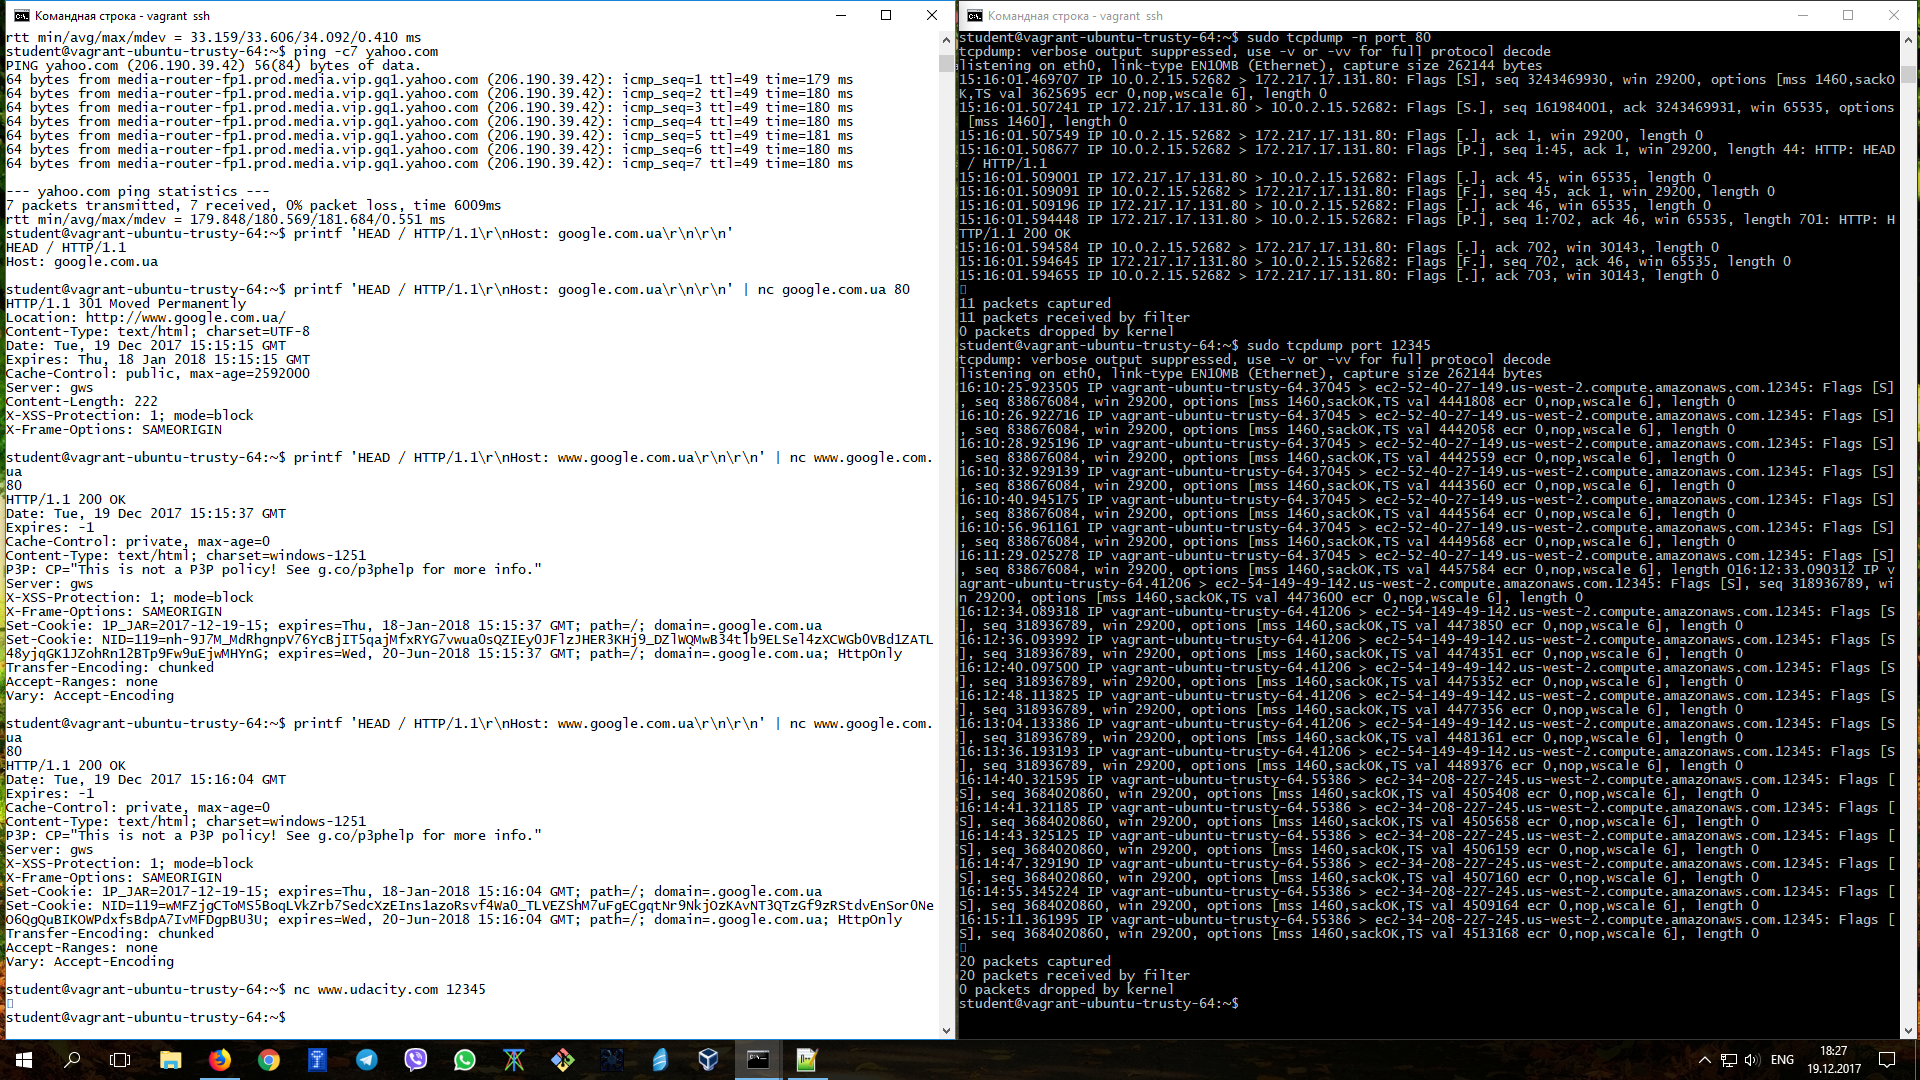 Командная строка - vagrant  ssh
rtt min/avg/max/mdev = 33.159/33.606/34.092/0.410 ms
student@vagrant-ubuntu-trusty-64:~$ ping -c7 yahoo.com
PING yahoo.com (206.190.39.42) 56(84) bytes of data.
64 bytes from media-router-fp1.prod.media.vip.gq1.yahoo.com (206.190.39.42): icmp_seq=1 ttl=49 time=179 ms
64 bytes from media-router-fp1.prod.media.vip.gq1.yahoo.com (206.190.39.42): icmp_seq=2 ttl=49 time=180 ms
64 bytes from media-router-fp1.prod.media.vip.gq1.yahoo.com (206.190.39.42): icmp_seq=3 ttl=49 time=180 ms
64 bytes from media-router-fp1.prod.media.vip.gq1.yahoo.com (206.190.39.42): icmp_seq=4 ttl=49 time=180 ms
64 bytes from media-router-fp1.prod.media.vip.gq1.yahoo.com (206.190.39.42): icmp_seq=5 ttl=49 time=181 ms
64 bytes from media-router-fp1.prod.media.vip.gq1.yahoo.com (206.190.39.42): icmp_seq=6 ttl=49 time=180 ms
64 bytes from media-router-fp1.prod.media.vip.gq1.yahoo.com (206.190.39.42): icmp_seq=7 ttl=49 time=180 ms
--- yahoo.com ping statistics ---
7 packets transmitted, 7 received, 0% packet loss, time 6009ms
rtt min/avg/max/mdev = 179.848/180.569/181.684/0.551 ms
student@vagrant-ubuntu-trusty-64:~$ printf 'HEAD / HTTP/1.1\r\nHost: google.com.ua\r\n\r\n'
HEAD / HTTP/1.1
Host: google.com.ua
student@vagrant-ubuntu-trusty-64:~$ printf 'HEAD / HTTP/1.1\r\nHost: google.com.ua\r\n\r\n' | nc google.com.ua 80
HTTP/1.1 301 Moved Permanently
Location: http://www.google.com.ua/
Content-Type: text/html; charset=UTF-8
Date: Tue, 19 Dec 2017 15:15:15 GMT
Expires: Thu, 18 Jan 2018 15:15:15 GMT
Cache-Control: public, max-age=2592000
Server: gws
Content-Length: 222
X-XSS-Protection: 1; mode=block
X-Frame-Options: SAMEORIGIN
student@vagrant-ubuntu-trusty-64:~$ printf 'HEAD / HTTP/1.1\r\nHost: www.google.com.ua\r\n\r\n' | nc www.google.com.
ua
80
HTTP/1.1 200 OK
Date: Tue, 19 Dec 2017 15:15:37 GMT
Expires: -1
Cache-Control: private, max-age=0
Content-Type: text/html; charset=windows-1251
P3P: CP="This is not a P3P policy! See g.co/p3phelp for more info."
Server: gws
X-XSS-Protection: 1; mode=block
X-Frame-Options: SAMEORIGIN
Set-Cookie: 1P_JAR=2017-12-19-15; expires=Thu, 18-Jan-2018 15:15:37 GMT; path=/; domain=.google.com.ua
Set-Cookie: expires=Wed, 20-Jun-2018 15:15:37 GMT; path=/; domain=.google.com.ua; HttpOnly
Transfer-Encoding: chunked
Accept-Ranges: none
Vary: Accept-Encoding
student@vagrant-ubuntu-trusty-64:~$ printf 'HEAD / HTTP/1.1\r\nHost: www.google.com.ua\r\n\r\n' | nc www.google.com.
ua
80
HTTP/1.1 200 OK
Date: Tue, 19 Dec 2017 15:16:04 GMT
Expires: -1
Cache-Control: private, max-age=0
Content-Type: text/html; charset=windows-1251
P3P: CP="This is not a P3P policy! See g.co/p3phelp for more info."
Server: gws
X-XSS-Protection: 1; mode=block
X-Frame-Options: SAMEORIGIN
Set-Cookie: 1P_JAR=2017-12-19-15; expires=Thu, 18-Jan-2018 15:16:04 GMT; path=/; domain=.google.com.ua
Set-Cookie: expires=Wed, 20-Jun-2018 15:16:04 GMT; path=/; domain=.google.com.ua; HttpOnly
Transfer-Encoding: chunked
Accept-Ranges: none
Vary: Accept-Encoding
student@vagrant-ubuntu-trusty-64:~$ nc www.udacity.com 12345
student@vagrant-ubuntu-trusty-64:~$
Командная строка - vagrant  ssh
student@vagrant-ubuntu-trusty-64:~$ sudo tcpdump -n port 80
tcpdump: verbose output suppressed, use -v or -vv for full protocol decode
listening on eth0, link-type EN10MB (Ethernet), capture size 262144 bytes
15:16:01.469707 IP 10.0.2.15.52682 > 172.217.17.131.80: Flags [S], seq 3243469930, win 29200, options [mss 1460,sackO
K,TS val 3625695 ecr 0,nop,wscale 6], length 0
15:16:01.507241 IP 172.217.17.131.80 > 10.0.2.15.52682: Flags [S.], seq 161984001, ack 3243469931, win 65535, options
[mss 1460], length 0
15:16:01.507549 IP 10.0.2.15.52682 > 172.217.17.131.80: Flags [.], ack 1, win 29200, length 0
15:16:01.508677 IP 10.0.2.15.52682 > 172.217.17.131.80: Flags [P.], seq 1:45, ack 1, win 29200, length 44: HTTP: HEAD
/ HTTP/1.1
15:16:01.509001 IP 172.217.17.131.80 > 10.0.2.15.52682: Flags [.], ack 45, win 65535, length 0
15:16:01.509091 IP 10.0.2.15.52682 > 172.217.17.131.80: Flags [F.], seq 45, ack 1, win 29200, length 0
15:16:01.509196 IP 172.217.17.131.80 > 10.0.2.15.52682: Flags [.], ack 46, win 65535, length 0
15:16:01.594448 IP 172.217.17.131.80 > 10.0.2.15.52682: Flags [P.], seq 1:702, ack 46, win 65535, length 701: HTTP: H
TTP/1.1 200 OK
15:16:01.594584 IP 10.0.2.15.52682 > 172.217.17.131.80: Flags [.], ack 702, win 30143, length 0
15:16:01.594645 IP 172.217.17.131.80 > 10.0.2.15.52682: Flags [F.], seq 702, ack 46, win 65535, length 0
15:16:01.594655 IP 10.0.2.15.52682 > 172.217.17.131.80: Flags [.], ack 703, win 30143, length 0
11 packets captured
11 packets received by filter
0 packets dropped by kernel
student@vagrant-ubuntu-trusty-64:~$ sudo tcpdump port 12345
tcpdump: verbose output suppressed, use -v or -vv for full protocol decode
listening on eth0, link-type EN10MB (Ethernet), capture size 262144 bytes
16:10:25.923505 IP vagrant-ubuntu-trusty-64.37045 > ec2-52-40-27-149.us-west-2.compute.amazonaws.com.12345: Flags [S]
, seq 838676084, win 29200, options [mss 1460,sackOK,TS val 4441808 ecr 0,nop,wscale 6], length 0
16:10:26.922716 IP vagrant-ubuntu-trusty-64.37045 > ec2-52-40-27-149.us-west-2.compute.amazonaws.com.12345: Flags [S]
, seq 838676084, win 29200, options [mss 1460,sackOK,TS val 4442058 ecr 0,nop,wscale 6], length 0
16:10:28.925196 IP vagrant-ubuntu-trusty-64.37045 > ec2-52-40-27-149.us-west-2.compute.amazonaws.com.12345: Flags [S]
, seq 838676084, win 29200, options [mss 1460,sackOK,TS val 4442559 ecr 0,nop,wscale 6], length 0
16:10:32.929139 IP vagrant-ubuntu-trusty-64.37045 > ec2-52-40-27-149.us-west-2.compute.amazonaws.com.12345: Flags [S]
, seq 838676084, win 29200, options [mss 1460,sackOK,TS val 4443560 ecr 0,nop,wscale 6], length 0
16:10:40.945175 IP vagrant-ubuntu-trusty-64.37045 > ec2-52-40-27-149.us-west-2.compute.amazonaws.com.12345: Flags [S]
, seq 838676084, win 29200, options [mss 1460,sackOK,TS val 4445564 ecr 0,nop,wscale 6], length 0
16:10:56.961161 IP vagrant-ubuntu-trusty-64.37045 > ec2-52-40-27-149.us-west-2.compute.amazonaws.com.12345: Flags [S]
, seq 838676084, win 29200, options [mss 1460,sackOK,TS val 4449568 ecr 0,nop,wscale 6], length 0
16:11:29.025278 IP vagrant-ubuntu-trusty-64.37045 > ec2-52-40-27-149.us-west-2.compute.amazonaws.com.12345: Flags [S]
, seq 838676084, win 29200, options [mss 1460,sackOK,TS val 4457584 ecr 0,nop,wscale 6], length 016:12:33.090312 IP v
agrant-ubuntu-trusty-64.41206 > ec2-54-149-49-142.us-west-2.compute.amazonaws.com.12345: Flags [S], seq 318936789, wi
n 29200, options [mss 1460,sackOK,TS val 4473600 ecr 0,nop,wscale 6], length 0
16:12:34.089318 IP vagrant-ubuntu-trusty-64.41206 > ec2-54-149-49-142.us-west-2.compute.amazonaws.com.12345: Flags [S
], seq 318936789, win 29200, options [mss 1460,sackOK,TS val 4473850 ecr 0,nop,wscale 6], length 0
16:12:36.093992 IP vagrant-ubuntu-trusty-64.41206 > ec2-54-149-49-142.us-west-2.compute.amazonaws.com.12345: Flags [S
], seq 318936789, win 29200, options [mss 1460,sackOK,TS val 4474351 ecr 0,nop,wscale 6], length 0
16:12:40.097500 IP vagrant-ubuntu-trusty-64.41206 > ec2-54-149-49-142.us-west-2.compute.amazonaws.com.12345: Flags [S
], seq 318936789, win 29200, options [mss 1460,sackOK,TS val 4475352 ecr 0,nop,wscale 6], length 0
16:12:48.113825 IP vagrant-ubuntu-trusty-64.41206 > ec2-54-149-49-142.us-west-2.compute.amazonaws.com.12345: Flags [S
], seq 318936789, win 29200, options [mss 1460,sackOK,TS val 4477356 ecr 0,nop,wscale 6], length 0
16:13:04.133386 IP vagrant-ubuntu-trusty-64.41206 > ec2-54-149-49-142.us-west-2.compute.amazonaws.com.12345: Flags [S
], seq 318936789, win 29200, options [mss 1460,sackOK,TS val 4481361 ecr 0,nop,wscale 6], length 0
16:13:36.193193 IP vagrant-ubuntu-trusty-64.41206 > ec2-54-149-49-142.us-west-2.compute.amazonaws.com.12345: Flags [S
], seq 318936789, win 29200, options [mss 1460,sackOK,TS val 4489376 ecr 0,nop,wscale 6], length 0
16:14:40.321595 IP vagrant-ubuntu-trusty-64.55386 > ec2-34-208-227-245.us-west-2.compute.amazonaws.com.12345: Flags [
S], seq 3684020860, win 29200, options [mss 1460,sackOK,TS val 4505408 ecr 0,nop,wscale 6], length 0
16:14:41.321185 IP vagrant-ubuntu-trusty-64.55386 > ec2-34-208-227-245.us-west-2.compute.amazonaws.com.12345: Flags [
S], seq 3684020860, win 29200, options [mss 1460,sackOK,TS val 4505658 ecr 0,nop,wscale 6], length 0
16:14:43.325125 IP vagrant-ubuntu-trusty-64.55386 > ec2-34-208-227-245.us-west-2.compute.amazonaws.com.12345: Flags [
S], seq 3684020860, win 29200, options [mss 1460,sackOK,TS val 4506159 ecr 0,nop,wscale 6], length 0
16:14:47.329190 IP vagrant-ubuntu-trusty-64.55386 > ec2-34-208-227-245.us-west-2.compute.amazonaws.com.12345: Flags [
S], seq 3684020860, win 29200, options [mss 1460,sackOK,TS val 4507160 ecr 0,nop,wscale 6], length 0
16:14:55.345224 IP vagrant-ubuntu-trusty-64.55386 > ec2-34-208-227-245.us-west-2.compute.amazonaws.com.12345: Flags [
S], seq 3684020860, win 29200, options [mss 1460,sackOK,TS val 4509164 ecr 0,nop,wscale 6], length 0
16:15:11.361995 IP vagrant-ubuntu-trusty-64.55386 > ec2-34-208-227-245.us-west-2.compute.amazonaws.com.12345: Flags [
S], seq 3684020860, win 29200, options [mss 1460,sackOK,TS val 4513168 ecr 0,nop,wscale 6], length 0
20 packets captured
20 packets received by filter
0 packets dropped by kernel
student@vagrant-ubuntu-trusty-64:~$
ENG
18:27
19.12.2017